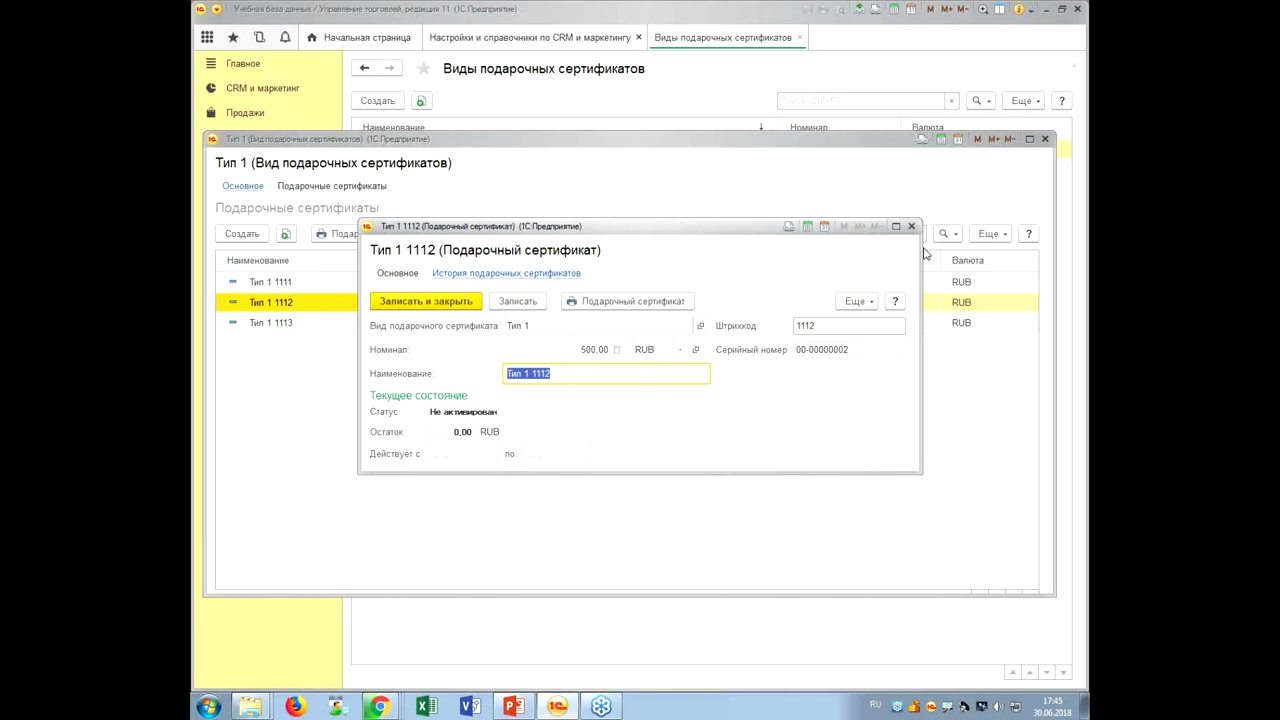 Учебная база данных / Управление торговлей, редакция 11 (1С:Предприятие)
M M+ M-
Начальная страница
Настройки и справочники по CRM и маркетингу ×
Виды подарочных сертификатов ×
Главное
CRM и маркетинг
Продажи
Виды подарочных сертификатов
Создать
Поиск (Ctrl+F)
Еще
?
Наименование
Номинал
Валюта
Тип 1 (Вид подарочных сертификатов) (1С:Предприятие)
M M+ M-
Тип 1 (Вид подарочных сертификатов)
Основное
Подарочные сертификаты
Подарочные сертификаты
Создать
Пода
Еще
?
Наименование
Валюта
Тип 1 1111
RUB
Тип 1 1112
RUB
Тип 1 1113
RUB
Тип 1 1112 (Подарочный сертификат) (1С:Предприятие)
M M+ M-
Тип 1 1112 (Подарочный сертификат)
Основное
История подарочных сертификатов
Записать и закрыть
Записать
Подарочный сертификат
Еще
?
Вид подарочного сертификата: Тип 1
Штрихкод: 1112
Номинал: 500,00 RUB
Серийный номер 00-00000002
Наименование: Тип 1 1112
Текущее состояние
Статус: Не активирован
Остаток: 0,00 RUB
Действует с . . по . .
RU
17:45
30.06.2018